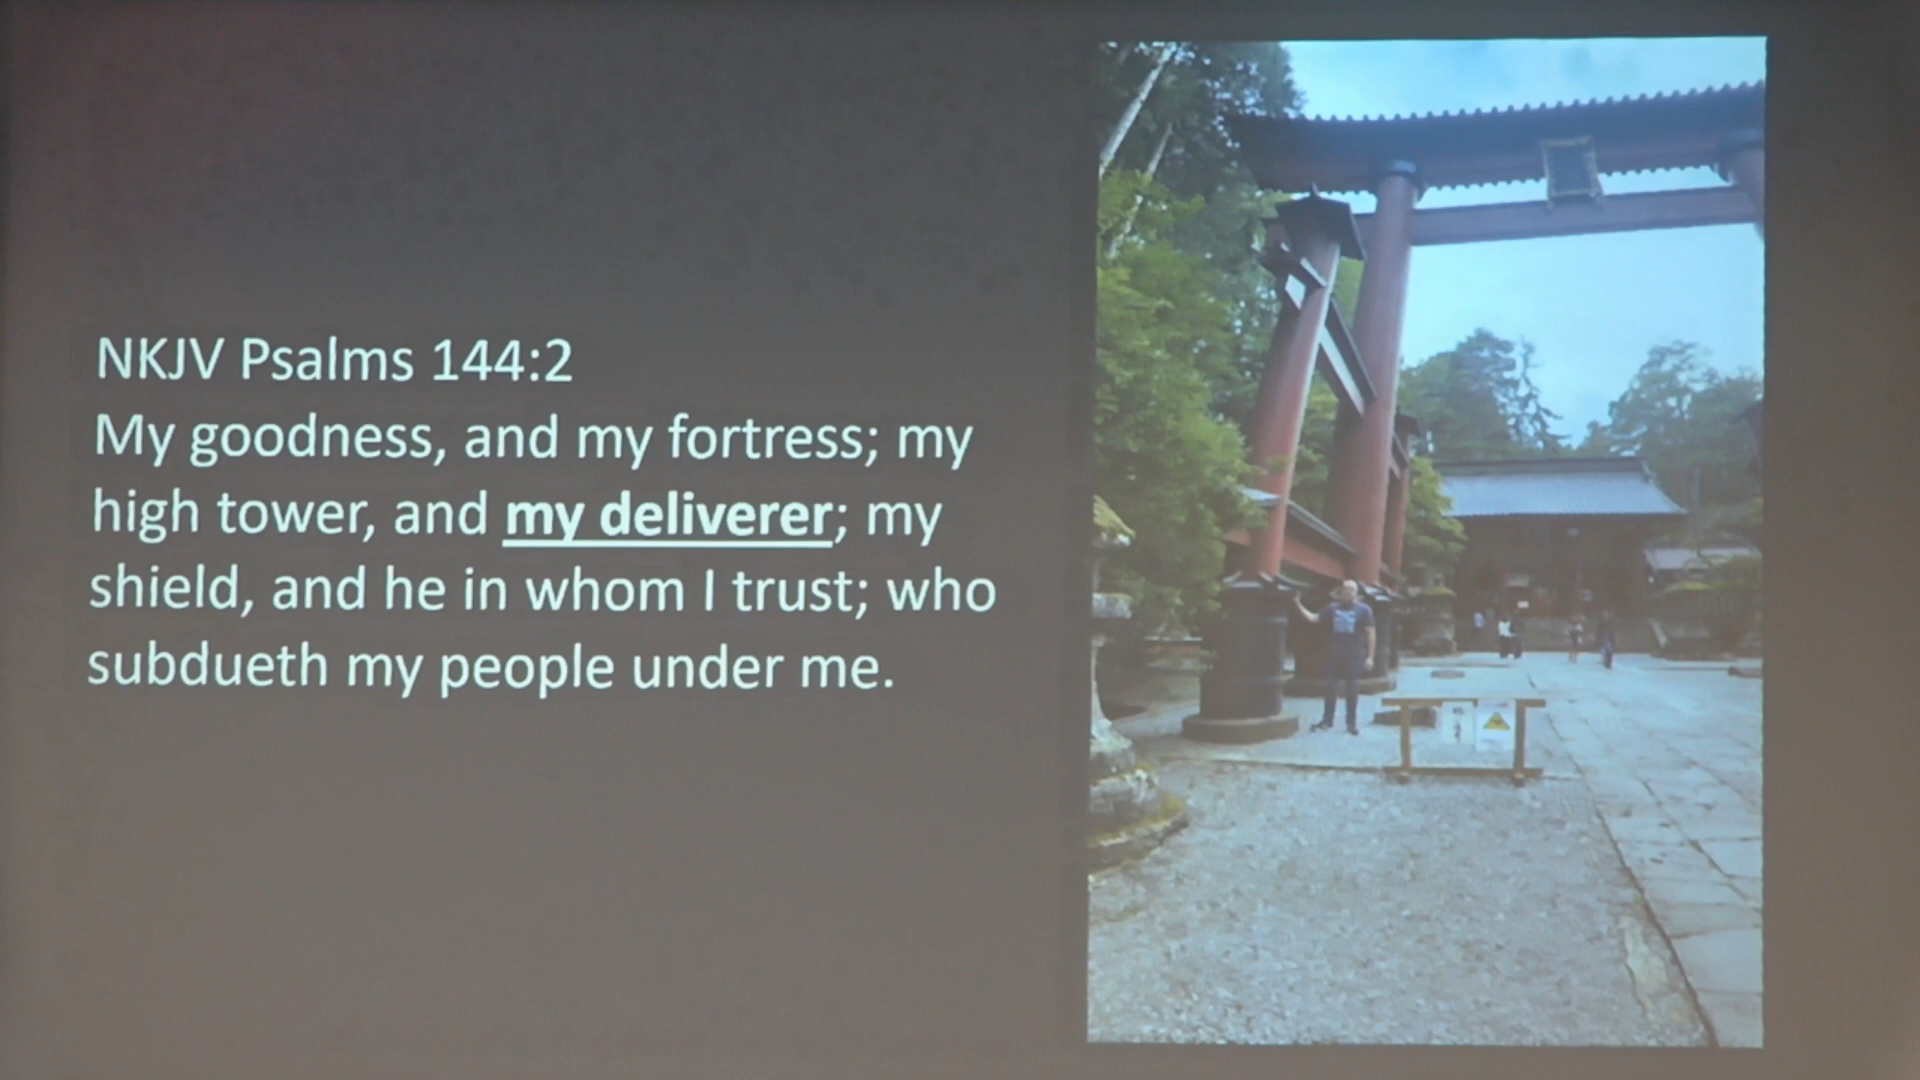 NKJV Psalms 144:2
My goodness, and my fortress; my
high tower, and my deliverer; my
shield, and he in whom I trust; who
subdueth my people under me.